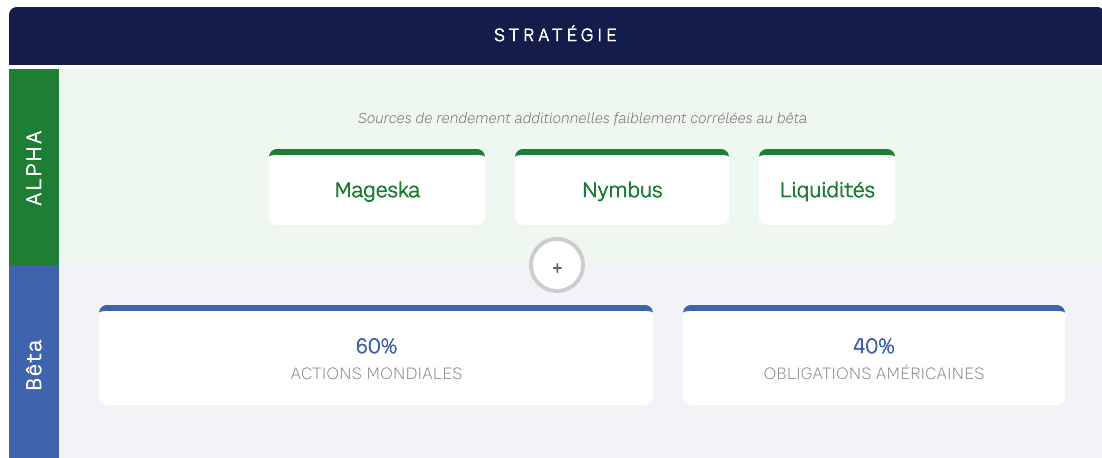 STRATÉGIE
ALPHA
Sources de rendement additionnelles faiblement corrélées au bêta
Mageska
Nymbus
Liquidités
+
Bêta
60%
ACTIONS MONDIALES
40%
OBLIGATIONS AMÉRICAINES